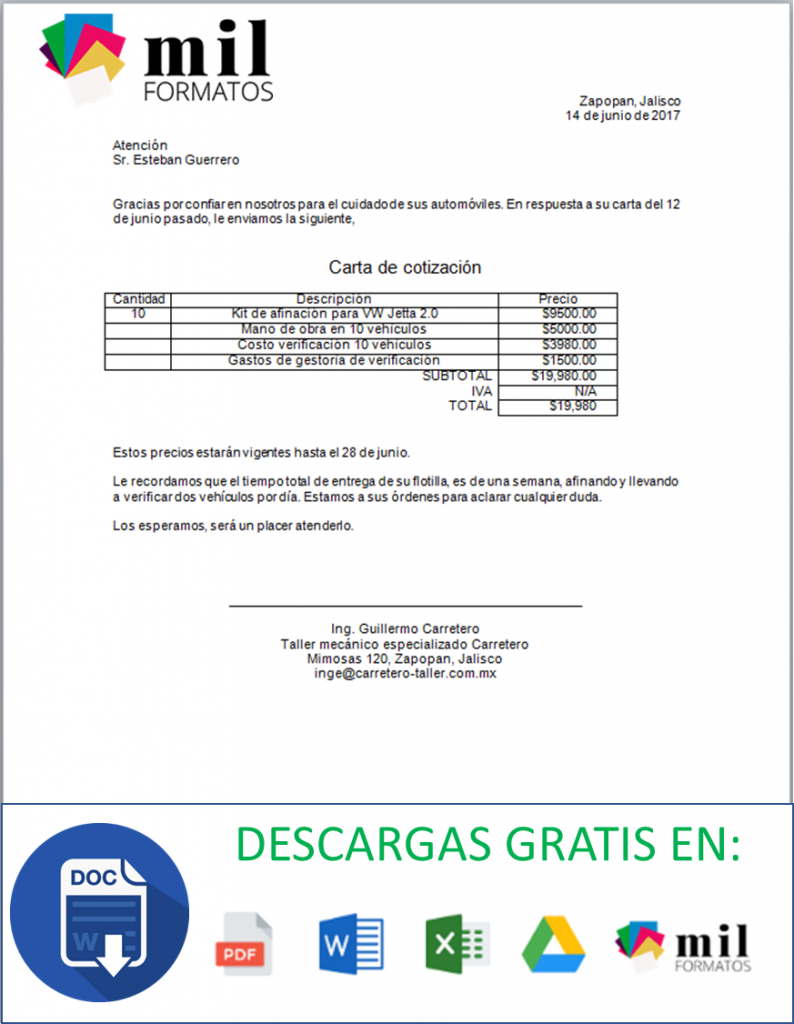 mil
FORMATOS
Zapopan, Jalisco
14 de junio de 2017
Atención
Sr. Esteban Guerrero
Gracias por confiar en nosotros para el cuidado de sus automóviles. En respuesta a su carta del 12
de junio pasado, le enviamos la siguiente,
Carta de cotización
Cantidad Descripción Precio
10 Kit de afinación para VW Jetta 2.0 $9500.00
Mano de obra en 10 vehículos $5000.00
Costo verificación 10 vehículos $3980.00
Gastos de gestoría de verificación $1500.00
SUBTOTAL $19,980.00
IVA N/A
TOTAL $19,980
Estos precios estarán vigentes hasta el 28 de junio.
Le recordamos que el tiempo total de entrega de su flotilla, es de una semana, afinando y llevando
a verificar dos vehículos por día. Estamos a sus órdenes para aclarar cualquier duda.
Los esperamos, será un placer atenderlo.
Ing. Guillermo Carretero
Taller mecánico especializado Carretero
Mimosas 120, Zapopan, Jalisco
inge@carretero-taller.com.mx
DESCARGAS GRATIS EN:
DOC
W
PDF
W
X
mil
FORMATOS